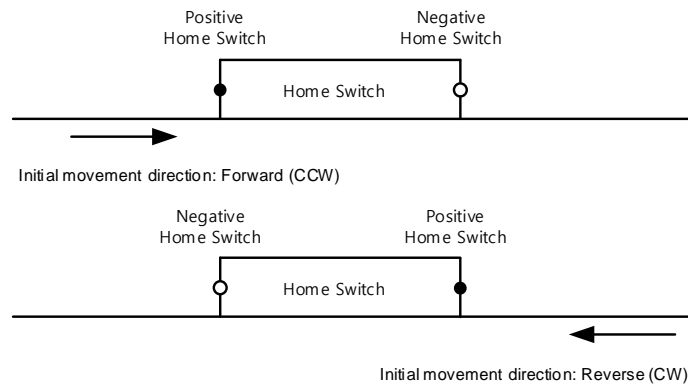 Positive
Home Switch
Negative
Home Switch
Home Switch
Initial movement direction: Forward (CCW)
Negative
Home Switch
Positive
Home Switch
Home Switch
Initial movement direction: Reverse (CW)